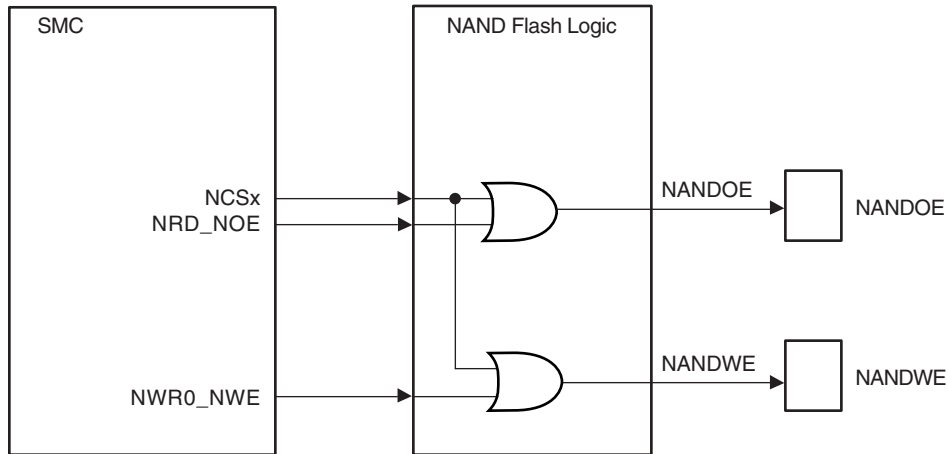 SMC
NAND Flash Logic
NCSx
NRD_NOE
NANDOE
NANDOE
NWR0_NWE
NANDWE
NANDWE